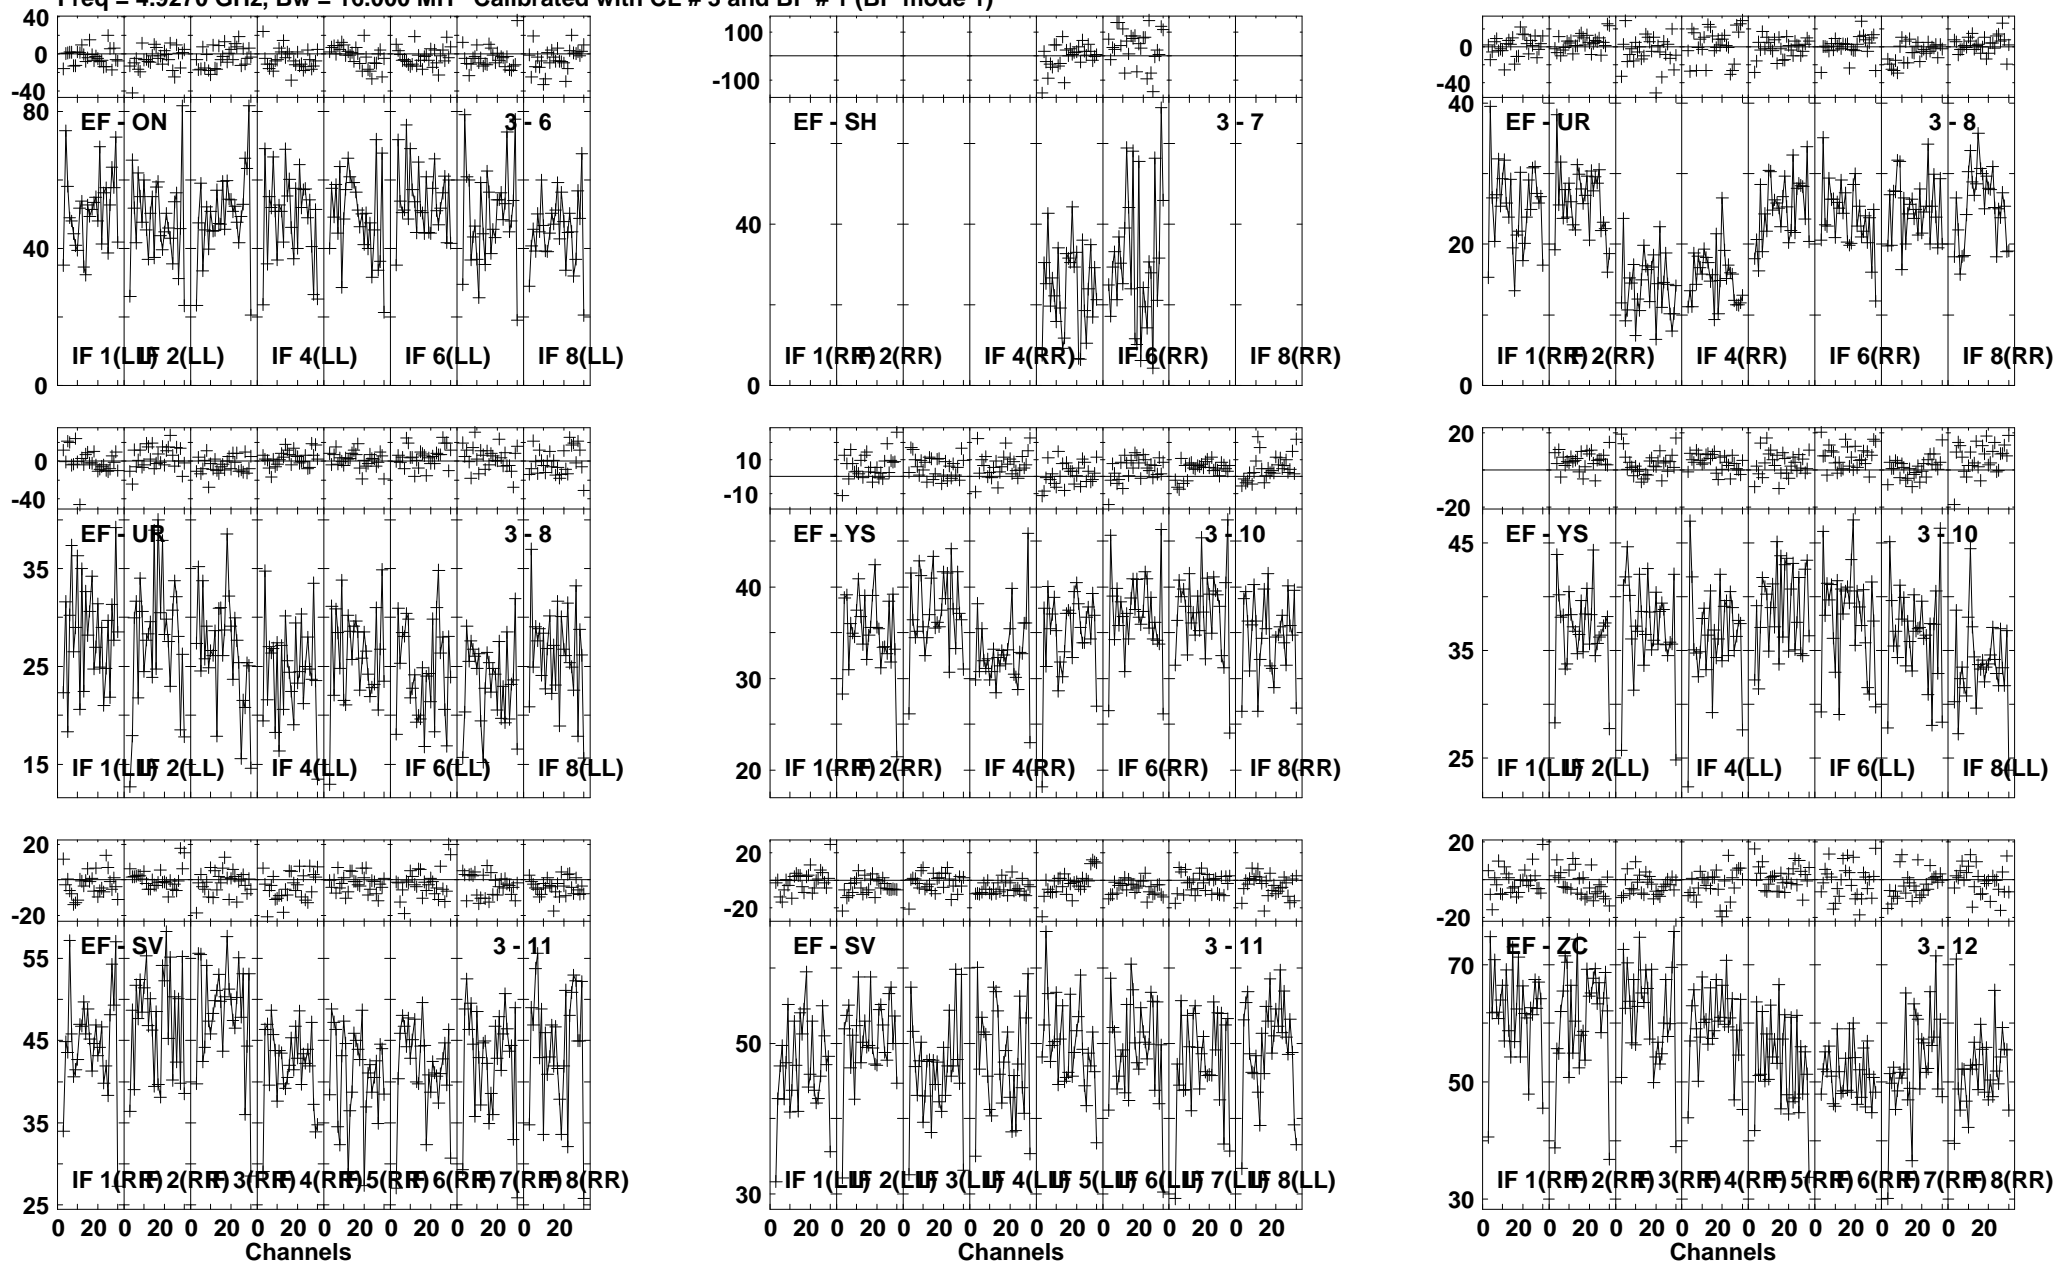 Freq = 4.9270 GHz, Bw = 16.000 MH Calibrated with CL # 3 and BP # 1 (BP mode 1)
40
0
-40
80
40
0
EF - ON 3 - 6
IF 1(LL) IF 2(LL) IF 4(LL) IF 6(LL) IF 8(LL)
100
-100
40
0
EF - SH 3 - 7
IF 1(RR) IF 2(RR) IF 4(RR) IF 6(RR) IF 8(RR)
40
0
-40
40
20
0
EF - UR 3 - 8
IF 1(RR) IF 2(RR) IF 4(RR) IF 6(RR) IF 8(RR)
0
-40
35
25
15
EF - UR 3 - 8
IF 1(LL) IF 2(LL) IF 4(LL) IF 6(LL) IF 8(LL)
10
-10
40
30
20
EF - YS 3 - 10
IF 1(RR) IF 2(RR) IF 4(RR) IF 6(RR) IF 8(RR)
20
-20
45
35
25
EF - YS 3 - 10
IF 1(LL) IF 2(LL) IF 4(LL) IF 6(LL) IF 8(LL)
20
-20
55
45
35
25
EF - SV 3 - 11
IF 1(RR) IF 2(RR) IF 3(RR) IF 4(RR) IF 5(RR) IF 6(RR) IF 7(RR) IF 8(RR)
0 20 0 20 0 20 0 20 0 20 0 20 0 20 0 20
Channels
20
-20
50
30
EF - SV 3 - 11
IF 1(LL) IF 2(LL) IF 3(LL) IF 4(LL) IF 5(LL) IF 6(LL) IF 7(LL) IF 8(LL)
0 20 0 20 0 20 0 20 0 20 0 20 0 20 0 20
Channels
20
-20
70
50
30
EF - ZC 3 - 12
IF 1(RR) IF 2(RR) IF 3(RR) IF 4(RR) IF 5(RR) IF 6(RR) IF 7(RR) IF 8(RR)
0 20 0 20 0 20 0 20 0 20 0 20 0 20 0 20
Channels